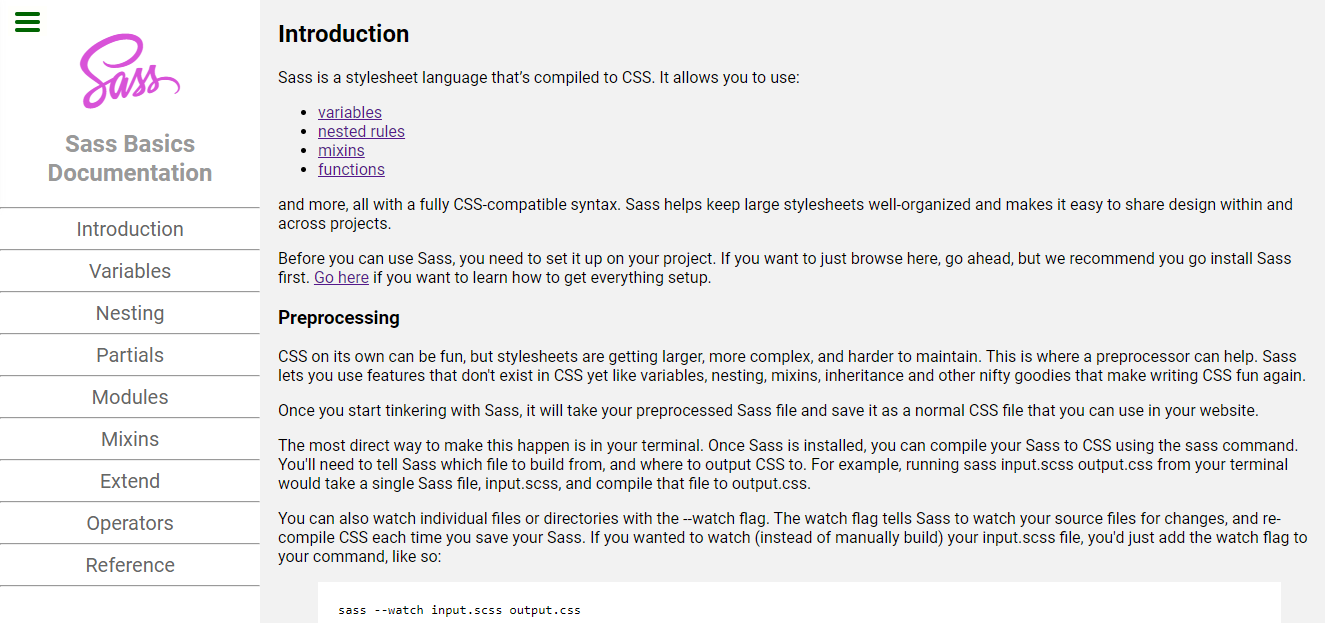 Sass
Sass Basics
Documentation
Introduction
Variables
Nesting
Partials
Modules
Mixins
Extend
Operators
Reference
Introduction
Sass is a stylesheet language that’s compiled to CSS. It allows you to use:
variables
nested rules
mixins
functions
and more, all with a fully CSS-compatible syntax. Sass helps keep large stylesheets well-organized and makes it easy to share design within and
across projects.
Before you can use Sass, you need to set it up on your project. If you want to just browse here, go ahead, but we recommend you go install Sass
first. Go here if you want to learn how to get everything setup.
Preprocessing
CSS on its own can be fun, but stylesheets are getting larger, more complex, and harder to maintain. This is where a preprocessor can help. Sass
lets you use features that don't exist in CSS yet like variables, nesting, mixins, inheritance and other nifty goodies that make writing CSS fun again.
Once you start tinkering with Sass, it will take your preprocessed Sass file and save it as a normal CSS file that you can use in your website.
The most direct way to make this happen is in your terminal. Once Sass is installed, you can compile your Sass to CSS using the sass command.
You'll need to tell Sass which file to build from, and where to output CSS to. For example, running sass input.scss output.css from your terminal
would take a single Sass file, input.scss, and compile that file to output.css.
You can also watch individual files or directories with the --watch flag. The watch flag tells Sass to watch your source files for changes, and re-
compile CSS each time you save your Sass. If you wanted to watch (instead of manually build) your input.scss file, you'd just add the watch flag to
your command, like so:
sass --watch input.scss output.css